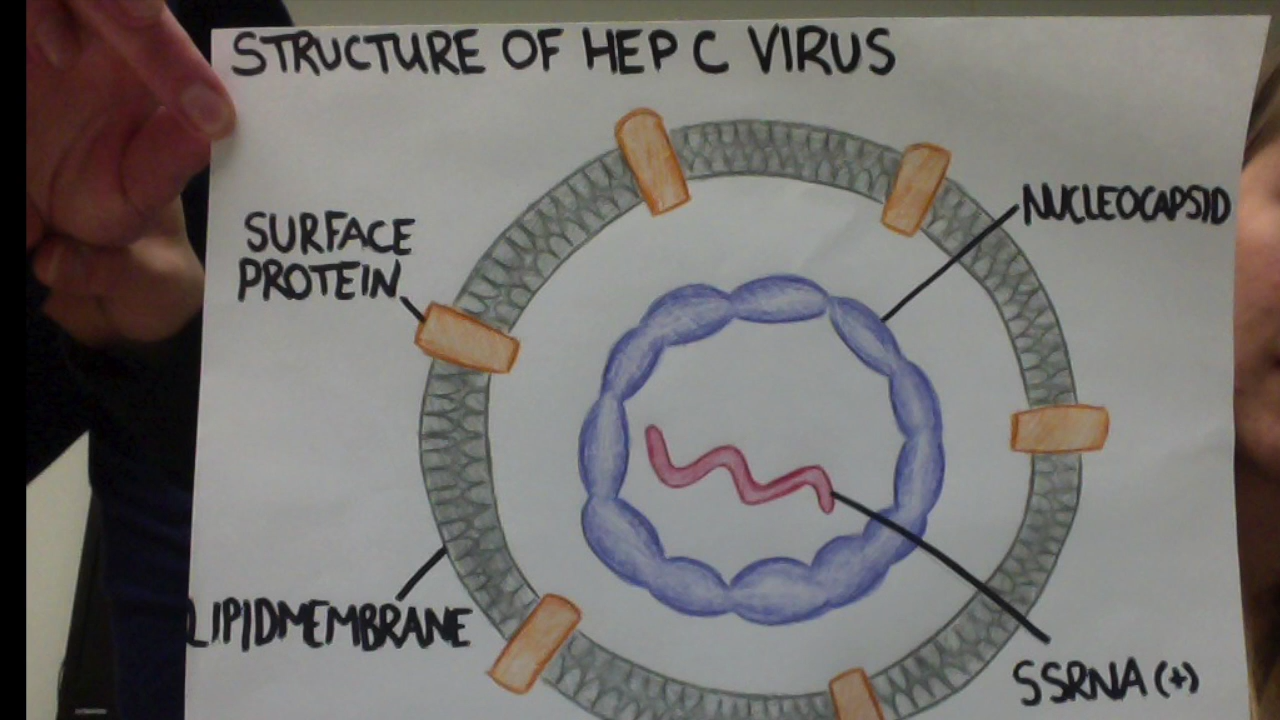 STRUCTURE OF HEP C VIRUS
SURFACE
PROTEIN
NUCLEOCAPSID
LIPIDMEMBRANE
SSRNA (+)